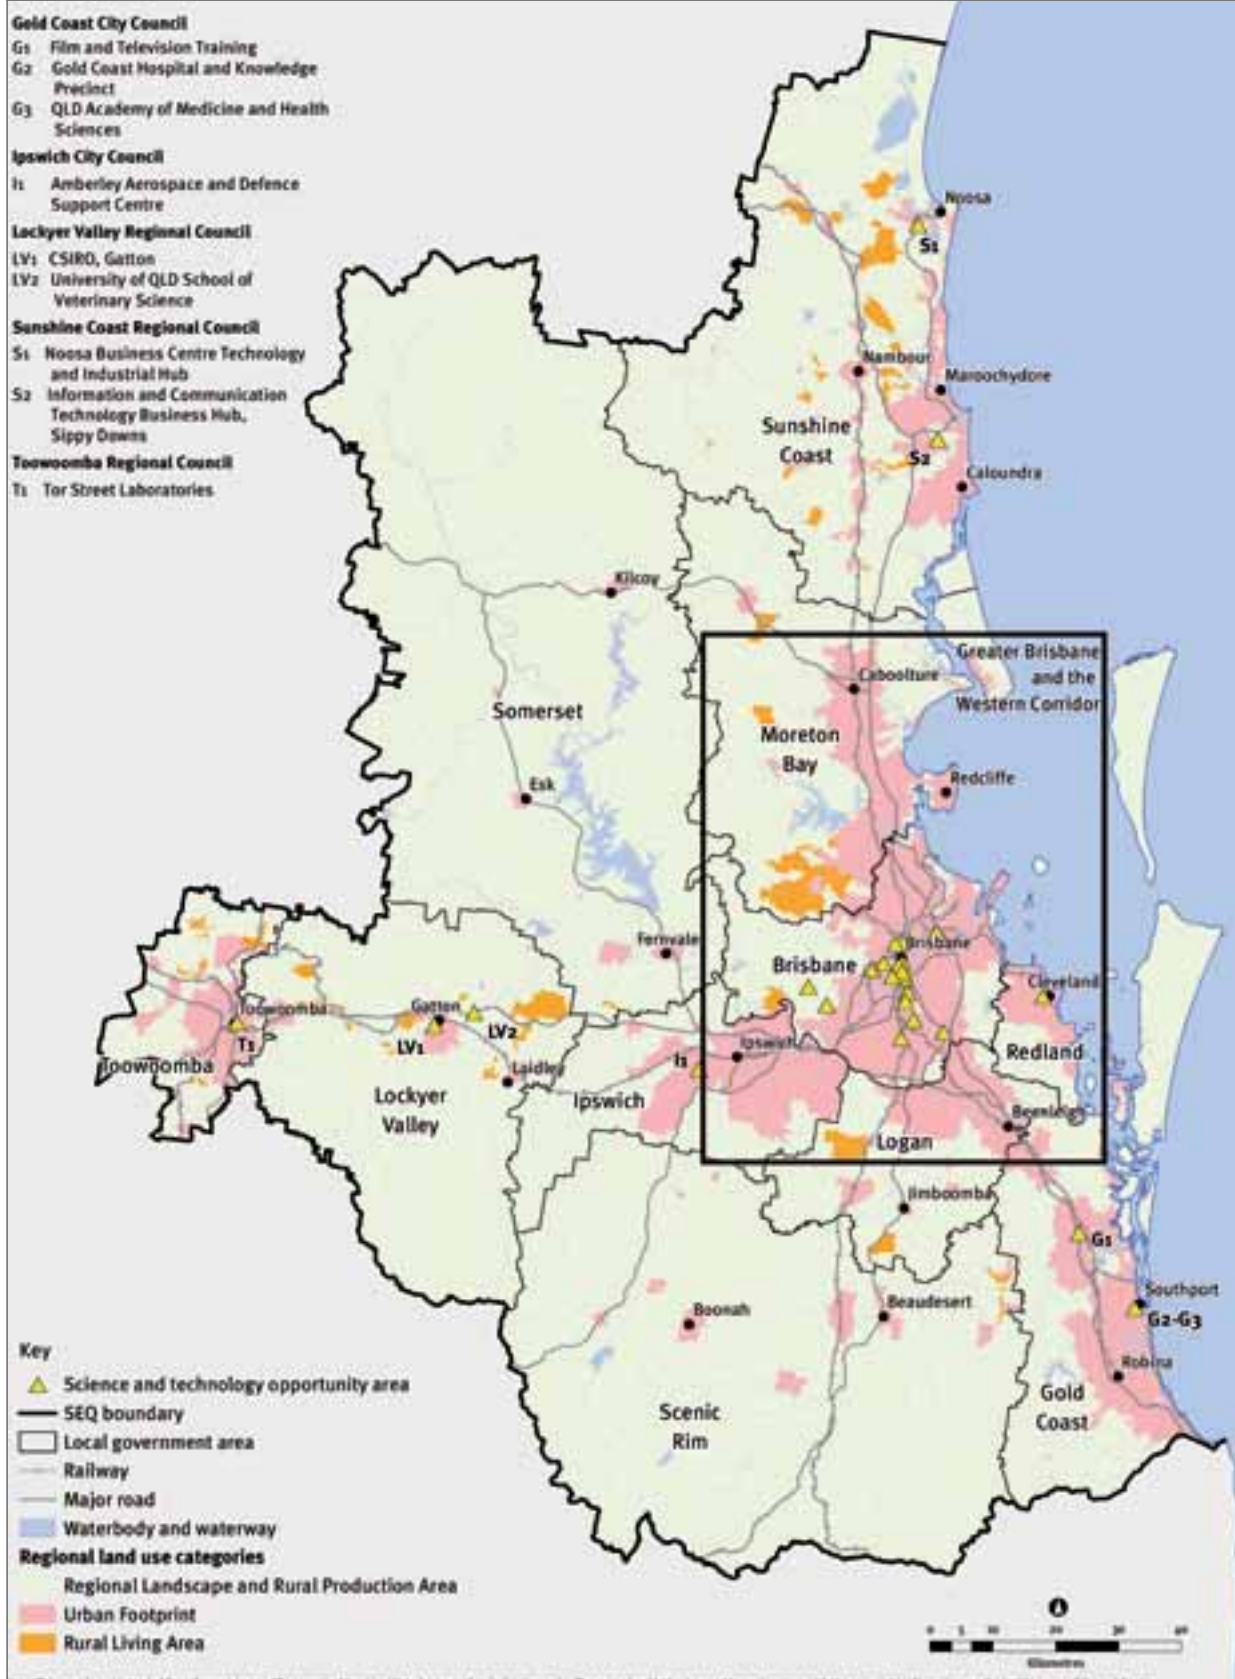 Gold Coast City Council
G1 Film and Television Training
G2 Gold Coast Hospital and Knowledge
Precinct
G3 QLD Academy of Medicine and Health
Sciences
Ipswich City Council
I1 Amberley Aerospace and Defence
Support Centre
Lockyer Valley Regional Council
LV1 CSIRO, Gatton
LV2 University of QLD School of
Veterinary Science
Sunshine Coast Regional Council
S1 Noosa Business Centre Technology
and Industrial Hub
S2 Information and Communication
Technology Business Hub,
Sippy Downs
Toowoomba Regional Council
T1 Tor Street Laboratories
Noosa
S1
Nambour
Maroochydore
Sunshine
Coast
S2
Caloundra
Kilcoy
Greater Brisbane
and the
Western Corridor
Caboolture
Somerset
Moreton
Bay
Redcliffe
Esk
Fernvale
Brisbane
Brisbane
Cleveland
Toowoomba
Gatton
T1
LV1
LV2
Ipswich
I1
Redland
Toowoomba
Laidley
Lockyer
Valley
Ipswich
Beenleigh
Logan
Jimboomba
G1
Southport
G2-G3
Boonah
Beaudesert
Robina
Gold
Coast
Scenic
Rim
Key
Science and technology opportunity area
SEQ boundary
Local government area
Railway
Major road
Waterbody and waterway
Regional land use categories
Regional Landscape and Rural Production Area
Urban Footprint
Rural Living Area
0 5 10 20 30 40
Kilometres